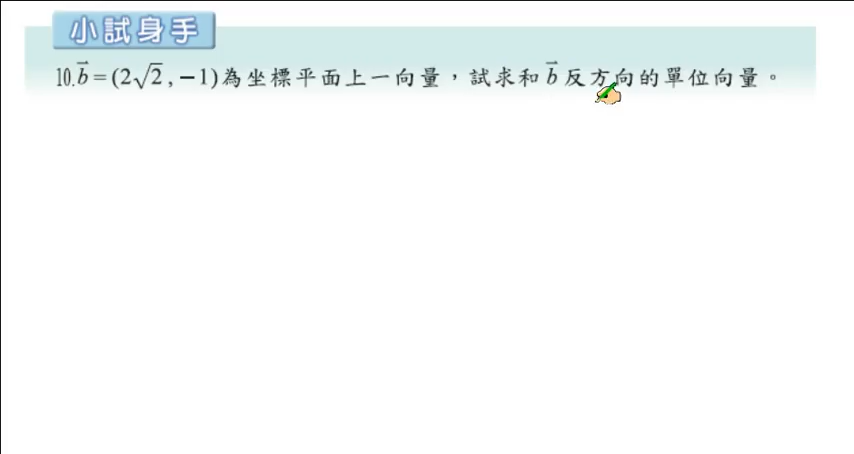 小試身手
10. $\vec{b}=(2\sqrt{2},-1)$為坐標平面上一向量，試求和 $\vec{b}$ 反方向的單位向量。